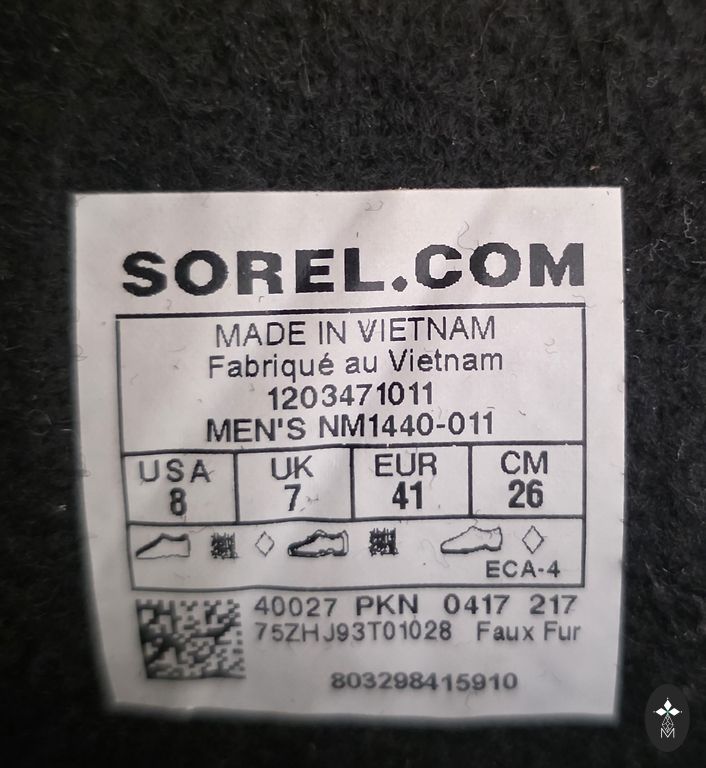 SOREL.COM
MADE IN VIETNAM
Fabriqué au Vietnam
1203471011
MEN'S NM1440-011
USA UK EUR CM
8 7 41 26
ECA-4
40027 PKN 0417 217
75ZHJ93T01028 Faux Fur
803298415910
M